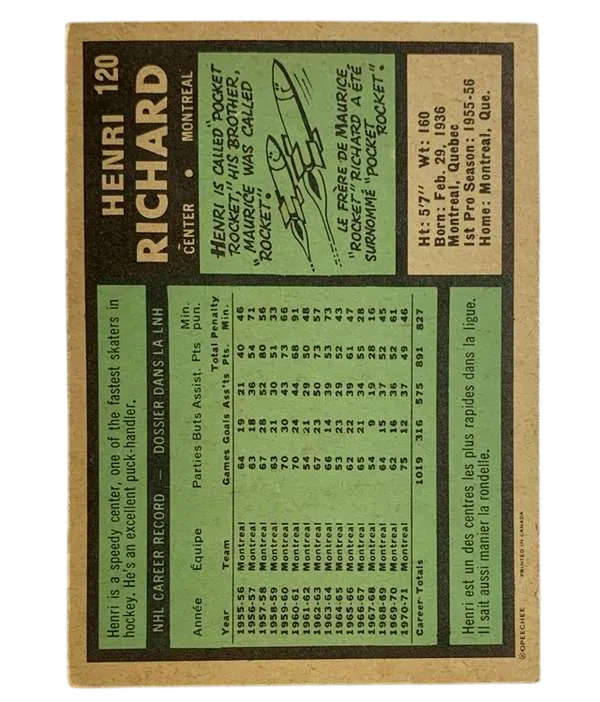 HENRI 120
RICHARD
CENTER • MONTREAL
HENRI IS CALLED "POCKET
ROCKET," HIS BROTHER,
MAURICE WAS CALLED
"ROCKET".
LE FRÈRE DE MAURICE,
"ROCKET" RICHARD A ÉTÉ
SURNOMMÉ "POCKET
ROCKET".
Ht: 5'7" Wt: 160
Born: Feb. 29, 1936
Montreal, Quebec
1st Pro Season: 1955-56
Home: Montreal, Que.
Henri is a speedy center, one of the fastest skaters in
hockey. He's an excellent puck-handler.
NHL CAREER RECORD — DOSSIER DANS LA LNH
Année Équipe Parties Buts Assist. Pts Min. pun.
Year Team Games Goals Ass'ts Total Pts. Penalty Min.
1955-56 Montreal 64 19 21 40 46
1956-57 Montreal 63 18 36 54 71
1957-58 Montreal 67 28 52 80 56
1958-59 Montreal 63 21 30 51 33
1959-60 Montreal 70 30 43 73 66
1960-61 Montreal 70 24 44 68 91
1961-62 Montreal 54 21 29 50 48
1962-63 Montreal 67 23 50 73 57
1963-64 Montreal 66 14 39 53 73
1964-65 Montreal 53 23 29 52 43
1965-66 Montreal 62 22 39 61 47
1966-67 Montreal 65 21 34 55 28
1967-68 Montreal 54 9 19 28 16
1968-69 Montreal 64 15 37 52 45
1969-70 Montreal 62 16 36 52 61
1970-71 Montreal 75 12 37 49 46
Career Totals 1019 316 575 891 827
Henri est un des centres les plus rapides dans la ligue.
Il sait aussi manier la rondelle.
©OPEECHEE PRINTED IN CANADA